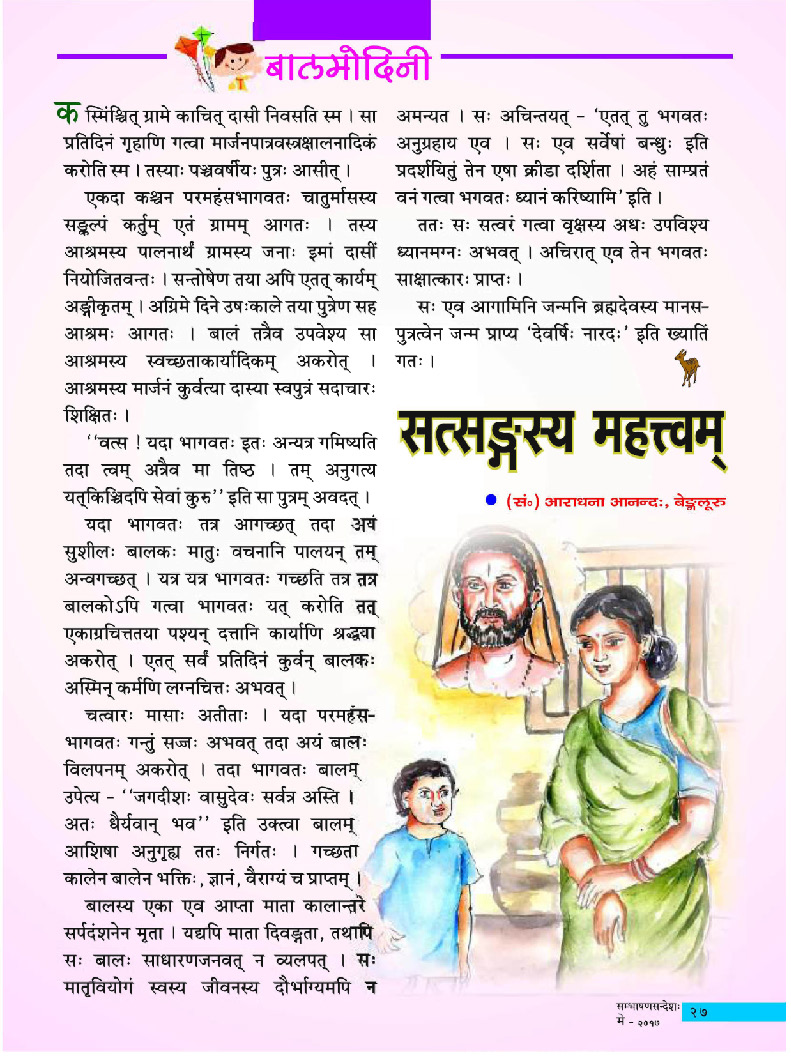 बालमोदिनी
कस्मिंश्चित् ग्रामे काचित् दासी निवसति स्म । सा
प्रतिदिनं गृहाणि गत्वा मार्जनपात्रवस्त्रक्षालनादिकं
करोति स्म । तस्याः पञ्चवर्षीयः पुत्रः आसीत् ।
एकदा कश्चन परमहंसभागवतः चातुर्मासस्य
सङ्कल्पं कर्तुम् एतं ग्रामम् आगतः । तस्य
आश्रमस्य पालनार्थं ग्रामस्य जनाः इमां दासीं
नियोजितवन्तः । सन्तोषेण तया अपि एतत् कार्यम्
अङ्गीकृतम् । अग्रिमे दिने उषःकाले तया पुत्रेण सह
आश्रमः आगतः । बालं तत्रैव उपवेश्य सा
आश्रमस्य स्वच्छताकार्यादिकम् अकरोत् ।
आश्रमस्य मार्जनं कुर्वत्या दास्या स्वपुत्रं सदाचारः
शिक्षितः ।
''वत्स ! यदा भागवतः इतः अन्यत्र गमिष्यति
तदा त्वम् अत्रैव मा तिष्ठ । तम् अनुगत्य
यत्किञ्चिदपि सेवां कुरु'' इति सा पुत्रम् अवदत् ।
यदा भागवतः तत्र आगच्छत् तदा अयं
सुशीलः बालकः मातुः वचनानि पालयन् तम्
अन्वगच्छत् । यत्र यत्र भागवतः गच्छति तत्र तत्र
बालकोऽपि गत्वा भागवतः यत् करोति तत्
एकाग्रचित्ततया पश्यन् दत्तानि कार्याणि श्रद्धया
अकरोत् । एतत् सर्वं प्रतिदिनं कुर्वन् बालकः
अस्मिन् कर्मणि लग्नचित्तः अभवत् ।
चत्वारः मासाः अतीताः । यदा परमहंस-
भागवतः गन्तुं सज्जः अभवत् तदा अयं बालः
विलपनम् अकरोत् । तदा भागवतः बालम्
उपेत्य – ''जगदीशः वासुदेवः सर्वत्र अस्ति ।
अतः धैर्यवान् भव'' इति उक्त्वा बालम्
आशिषा अनुगृह्य ततः निर्गतः । गच्छता
कालेन बालेन भक्तिः, ज्ञानं, वैराग्यं च प्राप्तम् ।
बालस्य एका एव आप्ता माता कालान्तरे
सर्पदंशनेन मृता । यद्यपि माता दिवङ्गता, तथापि
सः बालः साधारणजनवत् न व्यलपत् । सः
मातृवियोगं स्वस्य जीवनस्य दौर्भाग्यमपि न
अमन्यत । सः अचिन्तयत् – 'एतत् तु भगवतः
अनुग्रहाय एव । सः एव सर्वेषां बन्धुः इति
प्रदर्शयितुं तेन एषा क्रीडा दर्शिता । अहं साम्प्रतं
वनं गत्वा भगवतः ध्यानं करिष्यामि' इति ।
ततः सः सत्वरं गत्वा वृक्षस्य अधः उपविश्य
ध्यानमग्नः अभवत् । अचिरात् एव तेन भगवतः
साक्षात्कारः प्राप्तः ।
सः एव आगामिनि जन्मनि ब्रह्मदेवस्य मानस-
पुत्रत्वेन जन्म प्राप्य 'देवर्षिः नारदः' इति ख्यातिं
गतः ।
सत्सङ्गस्य महत्त्वम्
● (सं०) आराधना आनन्दः, बेङ्गलूरु
सम्भाषणसन्देशः
मे – २०१७
२७